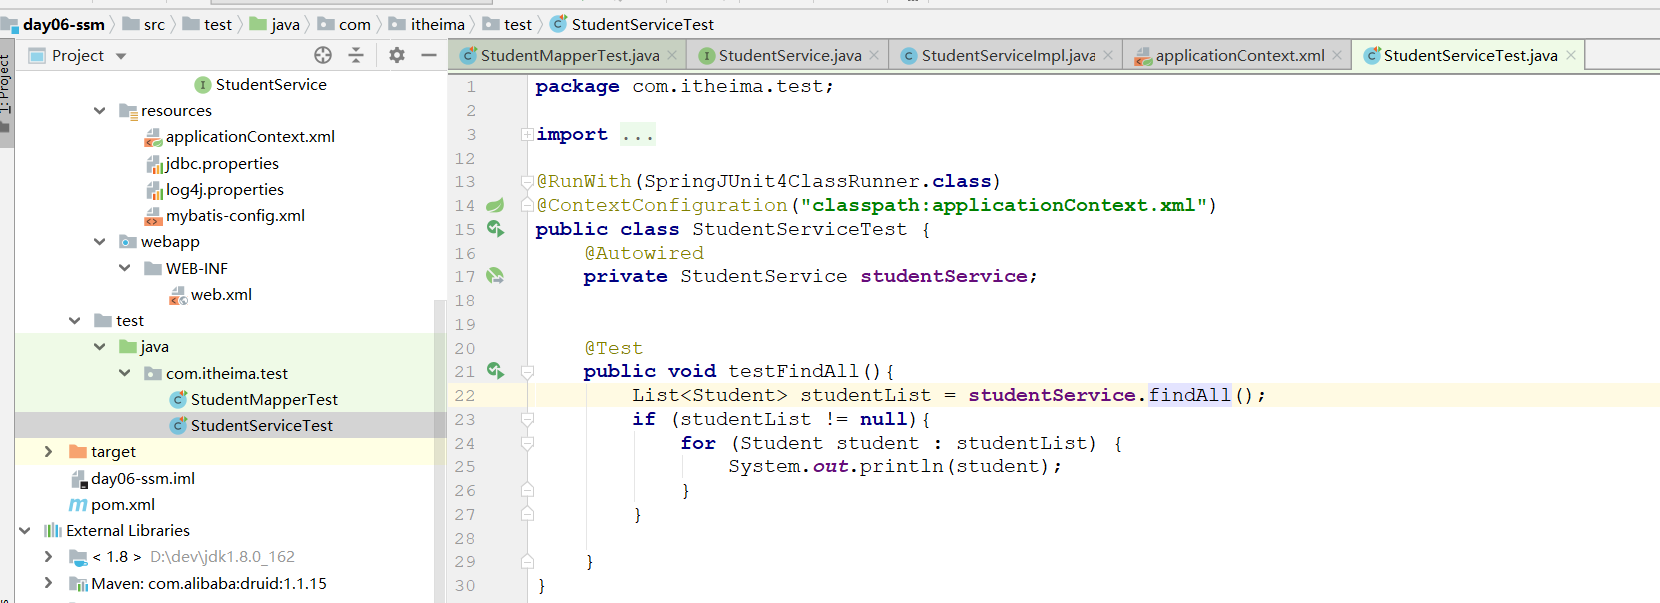 day06-ssm src test java com itheima test StudentServiceTest
Project
StudentMapperTest.java StudentService.java StudentServiceImpl.java applicationContext.xml StudentServiceTest.java
1: Project
StudentService
resources
applicationContext.xml
jdbc.properties
log4j.properties
mybatis-config.xml
webapp
WEB-INF
web.xml
test
java
com.itheima.test
StudentMapperTest
StudentServiceTest
target
day06-ssm.iml
pom.xml
External Libraries
< 1.8 > D:\dev\jdk1.8.0_162
Maven: com.alibaba:druid:1.1.15
1 package com.itheima.test;
2
3 import ...
12
13 @RunWith(SpringJUnit4ClassRunner.class)
14 @ContextConfiguration("classpath:applicationContext.xml")
15 public class StudentServiceTest {
16 @Autowired
17 private StudentService studentService;
18
19
20 @Test
21 public void testFindAll(){
22 List<Student> studentList = studentService.findAll();
23 if (studentList != null){
24 for (Student student : studentList) {
25 System.out.println(student);
26 }
27 }
28
29 }
30 }